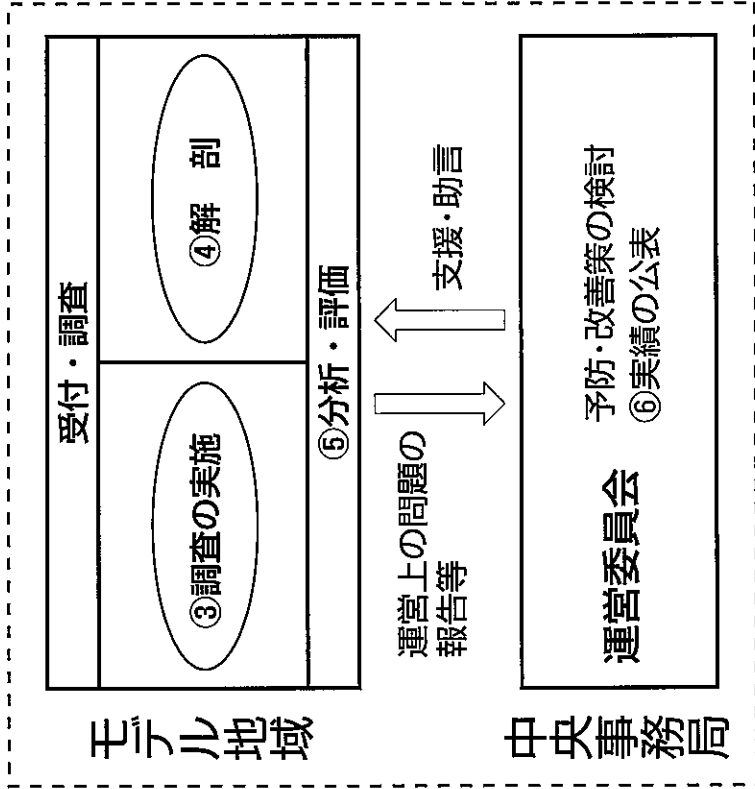 モデル地域
受付・調査
③調査の実施
④解 剖
⑤分析・評価
運営上の問題の
報告等
支援・助言
中央事務局
運営委員会
予防・改善策の検討
⑥実績の公表